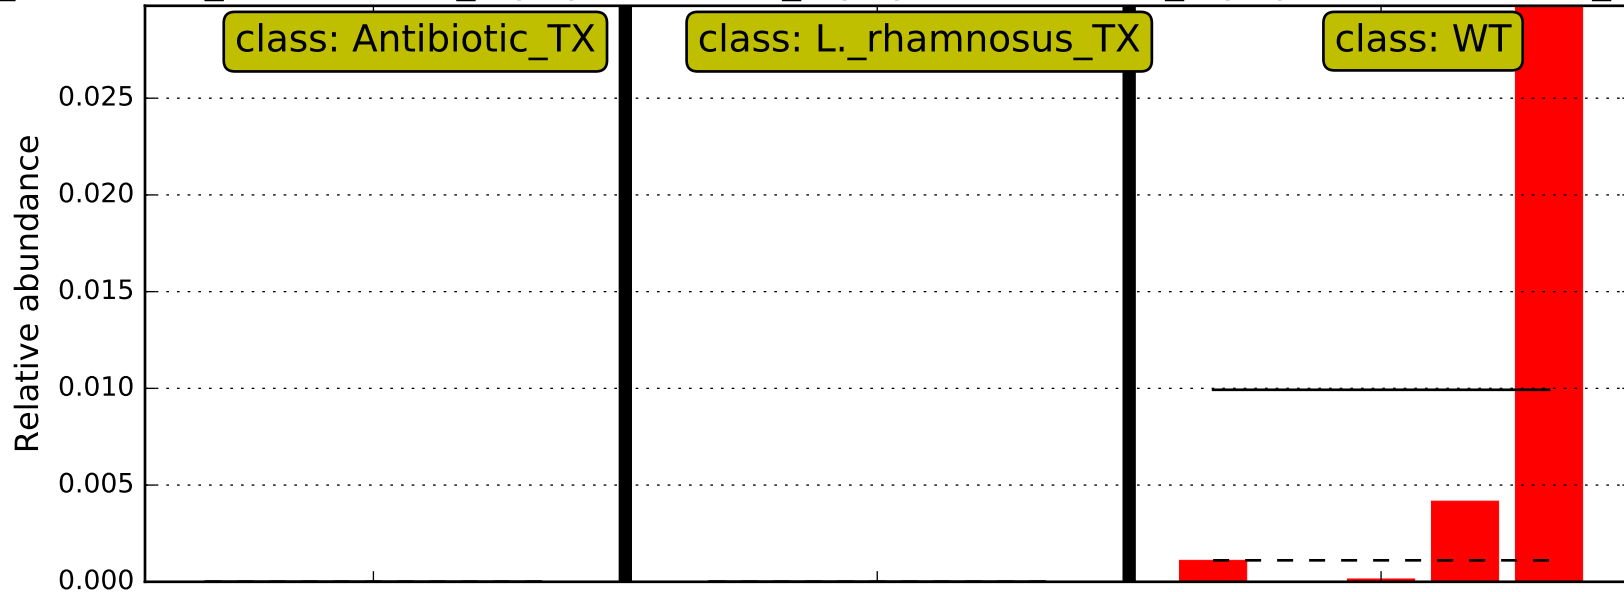 class: Antibiotic_TX
class: L._rhamnosus_TX
class: WT
Relative abundance
0.025
0.020
0.015
0.010
0.005
0.000